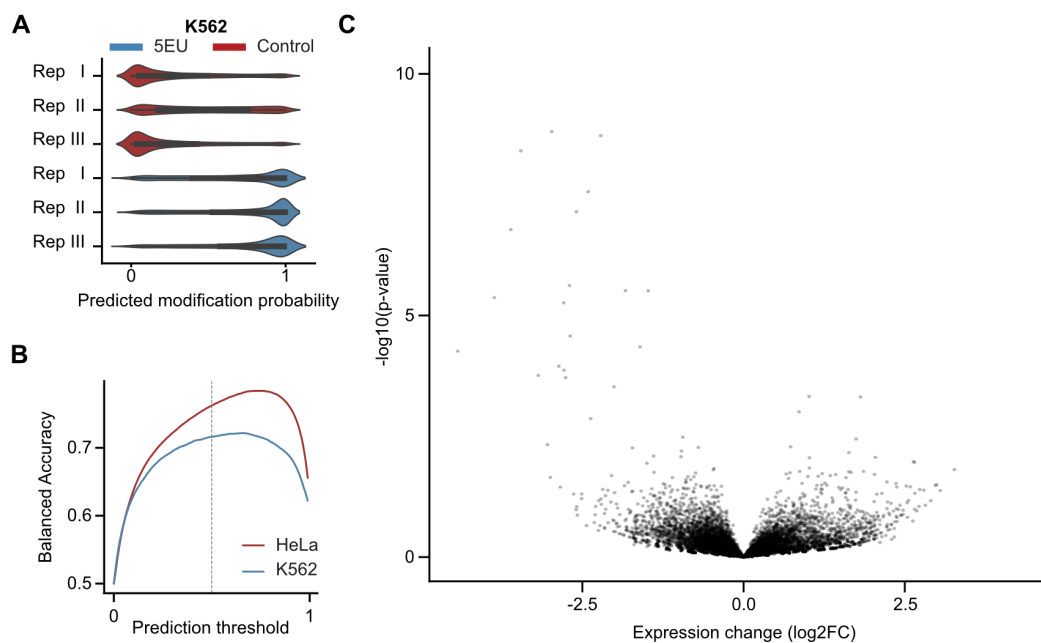 A
K562
5EU
Control
Rep I
Rep II
Rep III
Rep I
Rep II
Rep III
0
1
Predicted modification probability
B
Balanced Accuracy
0.7
0.6
0.5
HeLa
K562
0
1
Prediction threshold
C
-log10(p-value)
10
5
0
-2.5
0.0
2.5
Expression change (log2FC)